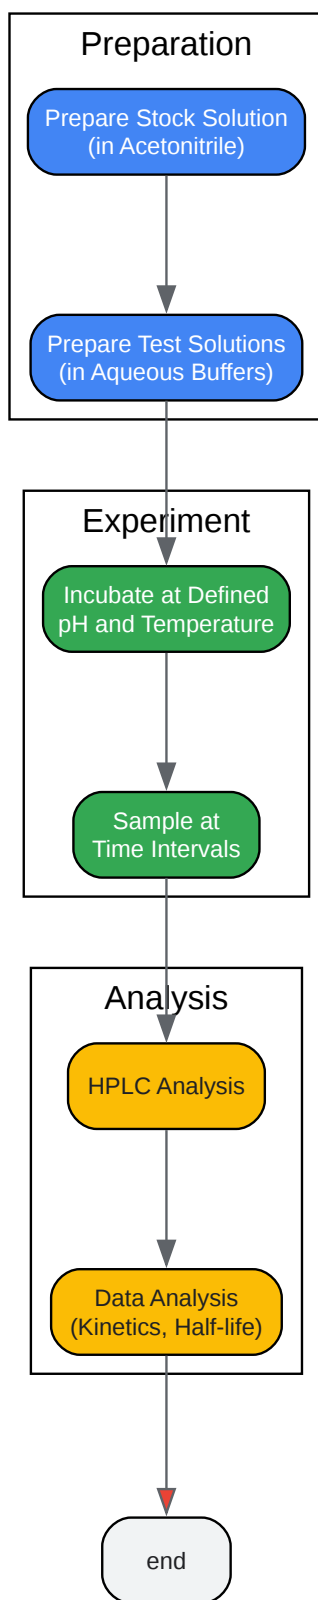 Preparation
Prepare Stock Solution
(in Acetonitrile)
Prepare Test Solutions
(in Aqueous Buffers)
Experiment
Incubate at Defined
pH and Temperature
Sample at
Time Intervals
Analysis
HPLC Analysis
Data Analysis
(Kinetics, Half-life)
end